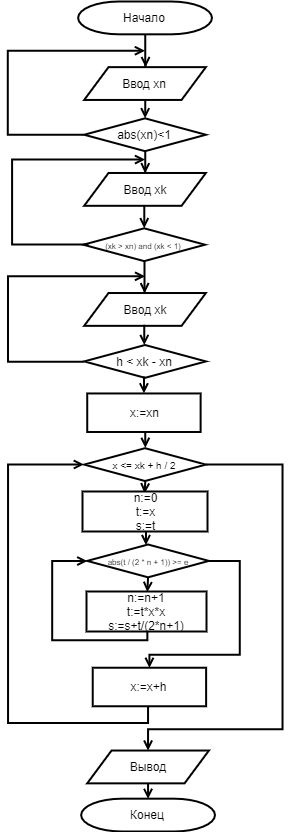 Начало
Ввод xn
abs(xn)<1
Ввод xk
(xk > xn) and (xk < 1)
Ввод xk
h < xk - xn
x:=xn
x <= xk + h / 2
n:=0
t:=x
s:=t
abs(t / (2 * n + 1)) >= e
n:=n+1
t:=t*x*x
s:=s+t/(2*n+1)
x:=x+h
Вывод
Конец